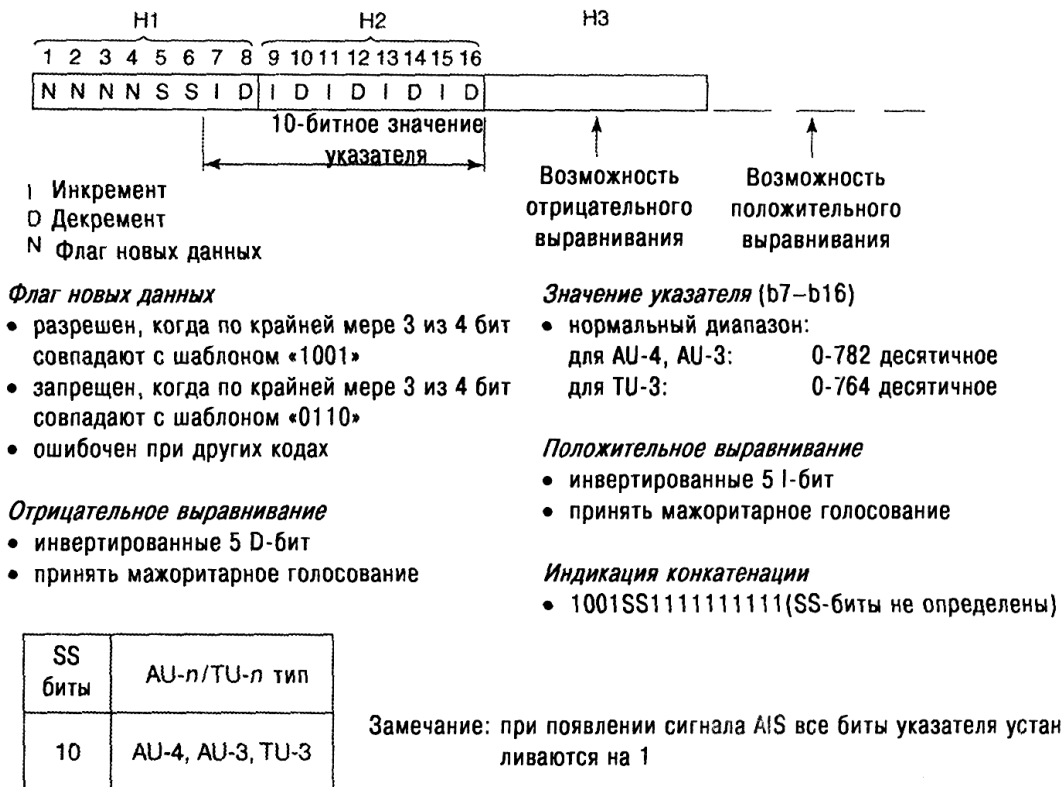 H1 H2 H3
1 2 3 4 5 6 7 8 9 10 11 12 13 14 15 16
N N N N S S I D I D I D I D I D
10-битное значение
указателя
I Инкремент
D Декремент
N Флаг новых данных
Возможность
отрицательного
выравнивания
Возможность
положительного
выравнивания
Флаг новых данных
• разрешен, когда по крайней мере 3 из 4 бит
совпадают с шаблоном «1001»
• запрещен, когда по крайней мере 3 из 4 бит
совпадают с шаблоном «0110»
• ошибочен при других кодах
Отрицательное выравнивание
• инвертированные 5 D-бит
• принять мажоритарное голосование
Значение указателя (b7–b16)
• нормальный диапазон:
для AU-4, AU-3: 0-782 десятичное
для TU-3: 0-764 десятичное
Положительное выравнивание
• инвертированные 5 I-бит
• принять мажоритарное голосование
Индикация конкатенации
• 1001SS1111111111(SS-биты не определены)
SS
биты
AU-n/TU-n тип
10 AU-4, AU-3, TU-3
Замечание: при появлении сигнала AIS все биты указателя устан
ливаются на 1